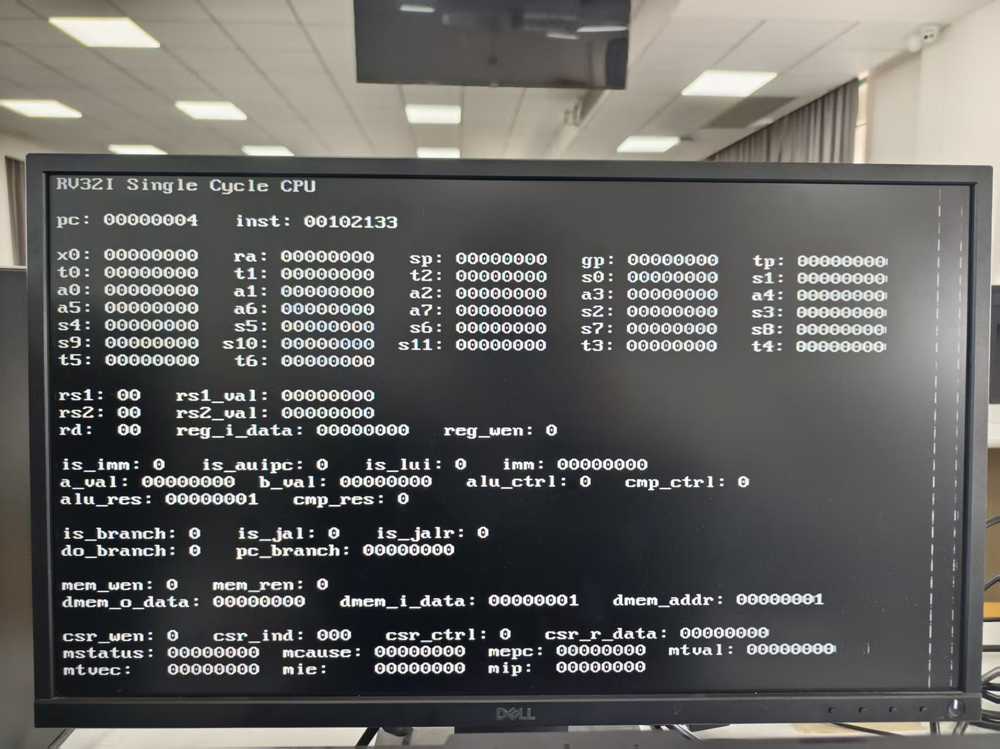 RV32I Single Cycle CPU
pc: 00000004 inst: 00102133
x0: 00000000 ra: 00000000 sp: 00000000 gp: 00000000 tp: 00000000
t0: 00000000 t1: 00000000 t2: 00000000 s0: 00000000 s1: 00000000
a0: 00000000 a1: 00000000 a2: 00000000 a3: 00000000 a4: 00000000
a5: 00000000 a6: 00000000 a7: 00000000 s2: 00000000 s3: 00000000
s4: 00000000 s5: 00000000 s6: 00000000 s7: 00000000 s8: 00000000
s9: 00000000 s10: 00000000 s11: 00000000 t3: 00000000 t4: 00000000
t5: 00000000 t6: 00000000
rs1: 00 rs1_val: 00000000
rs2: 00 rs2_val: 00000000
rd: 00 reg_i_data: 00000000 reg_wen: 0
is_imm: 0 is_auipc: 0 is_lui: 0 imm: 00000000
a_val: 00000000 b_val: 00000000 alu_ctrl: 0 cmp_ctrl: 0
alu_res: 00000001 cmp_res: 0
is_branch: 0 is_jal: 0 is_jalr: 0
do_branch: 0 pc_branch: 00000000
mem_wen: 0 mem_ren: 0
dmem_o_data: 00000000 dmem_i_data: 00000001 dmem_addr: 00000001
csr_wen: 0 csr_ind: 000 csr_ctrl: 0 csr_r_data: 00000000
mstatus: 00000000 mcause: 00000000 mepc: 00000000 mtval: 00000000
mtvec: 00000000 mie: 00000000 mip: 00000000
DELL